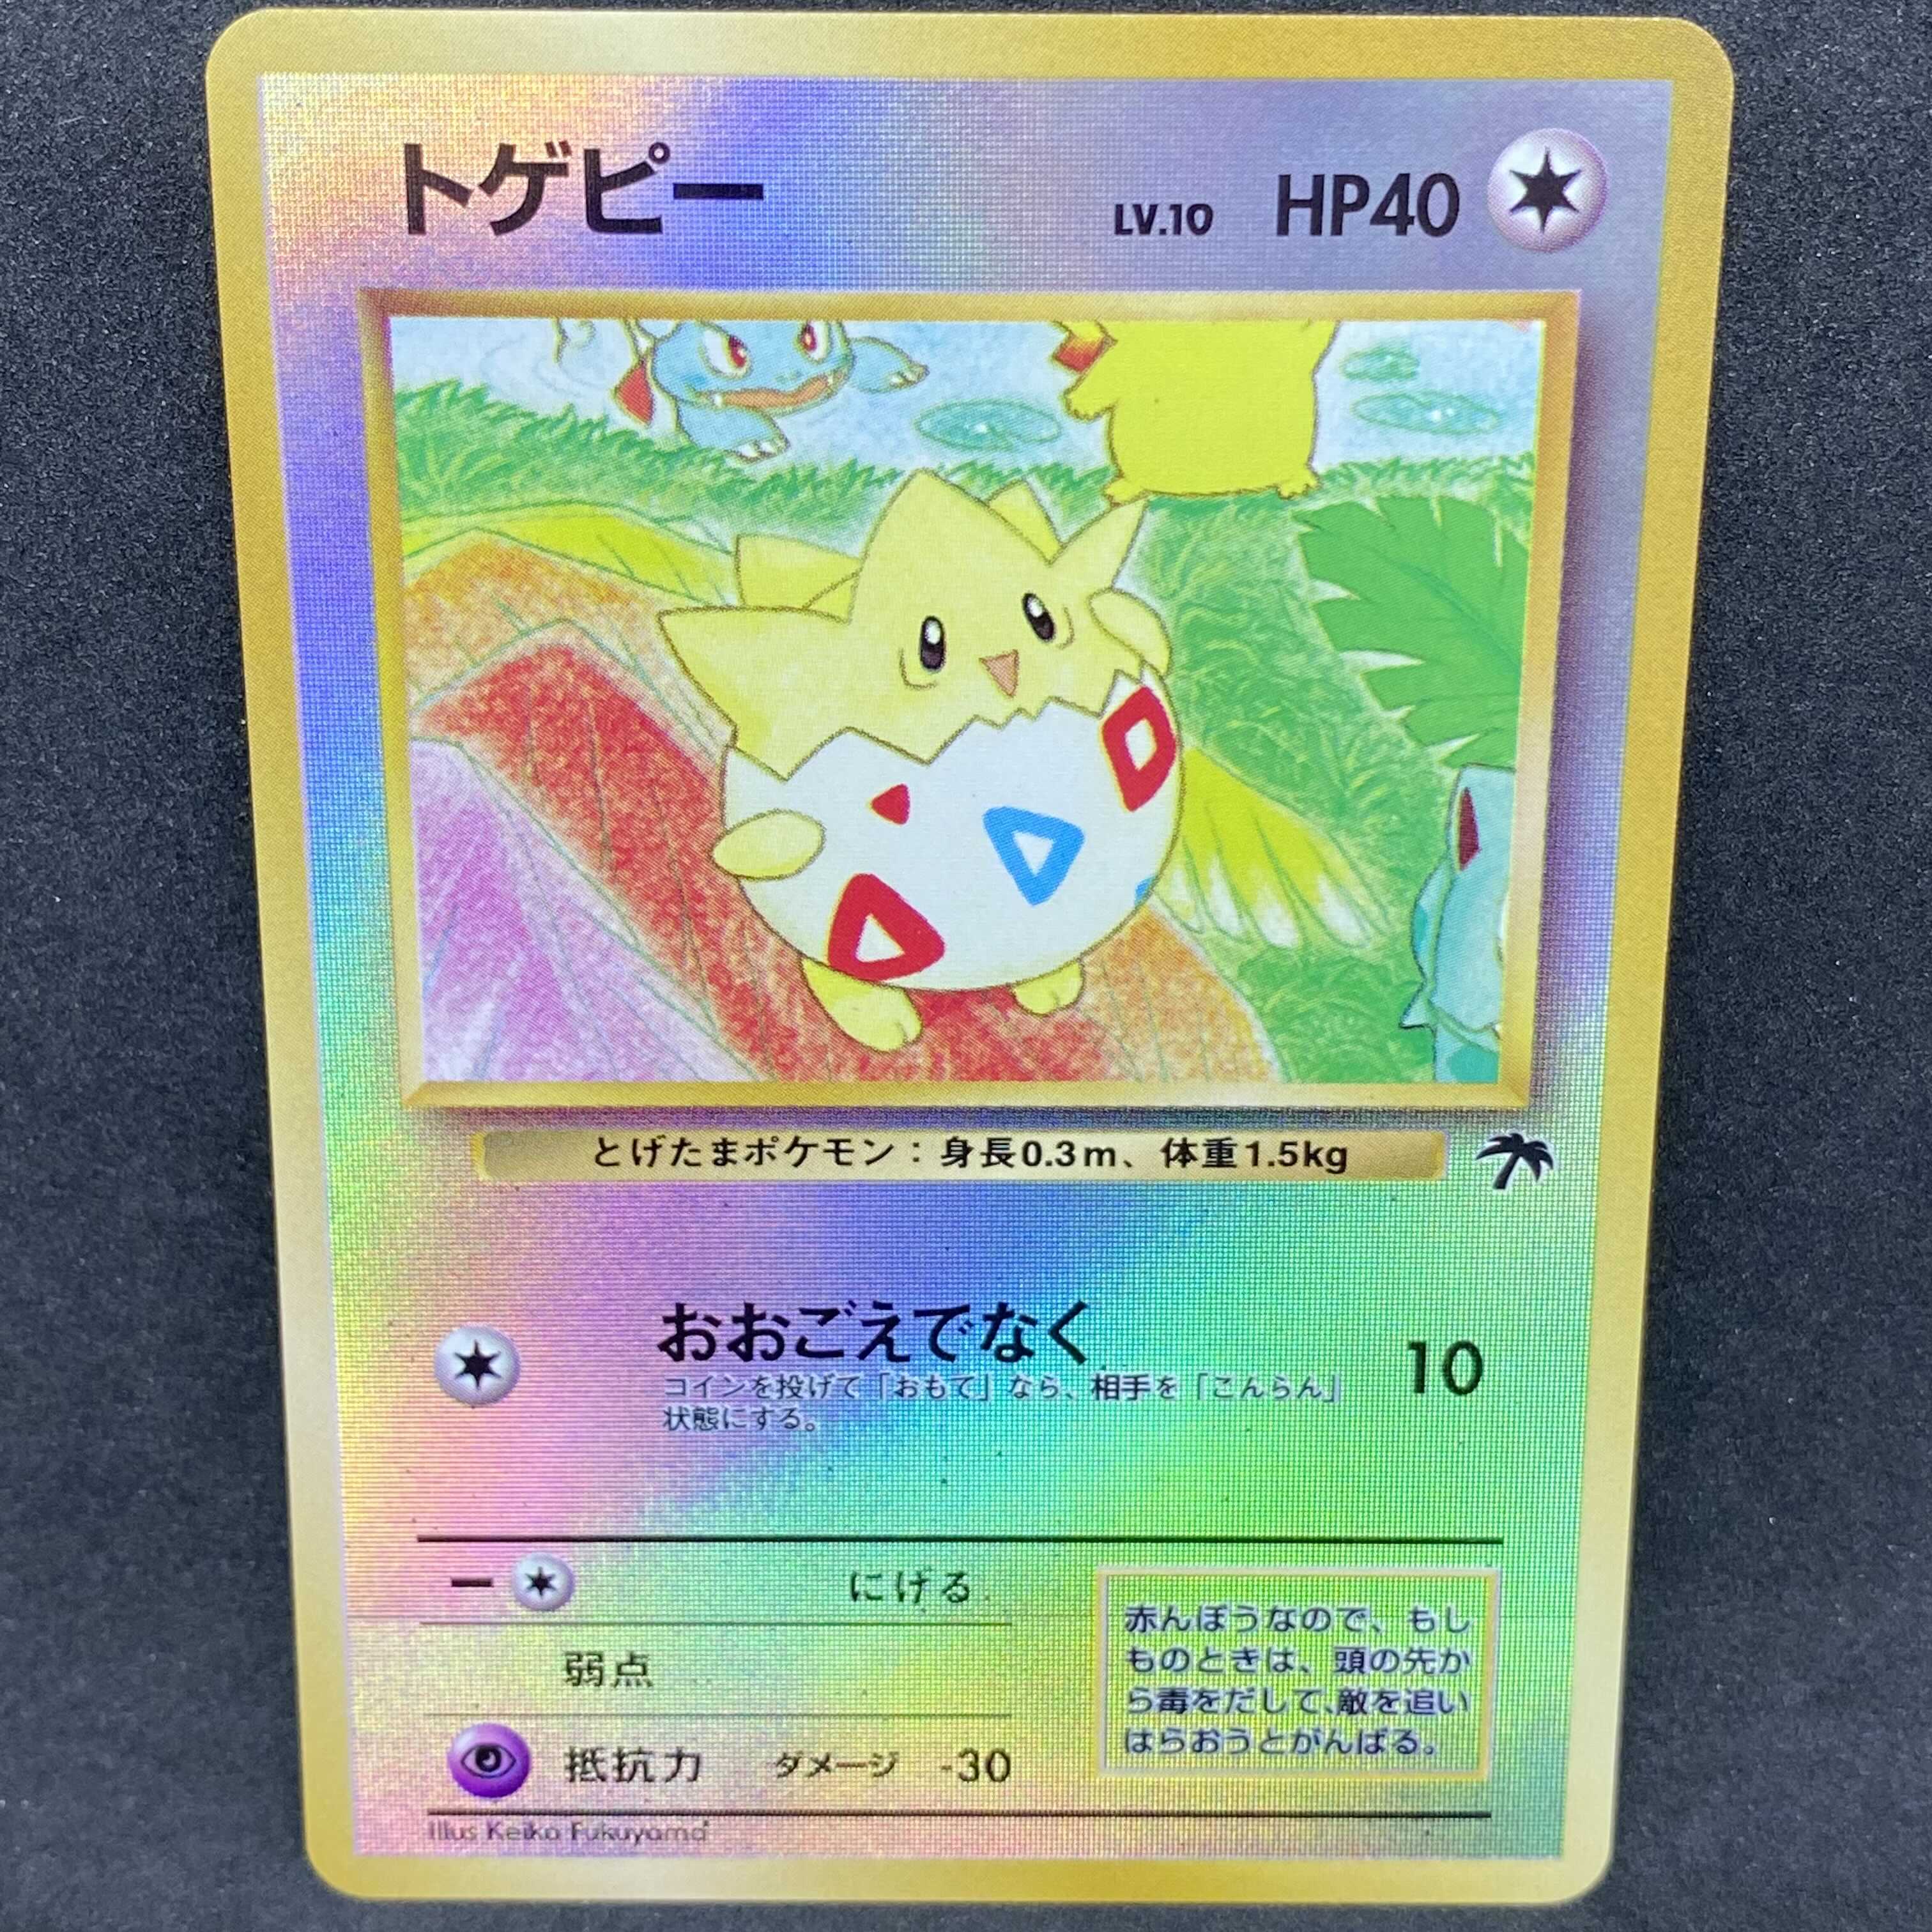 トゲピー LV.10 HP40
とげたまポケモン：身長0.3m、体重1.5kg
おおごえでなく 10
コインを投げて「おもて」なら、相手を「こんらん」
状態にする。
ー にげる
弱点
抵抗力 ダメージ -30
赤んぼうなので、もし
ものときは、頭の先か
ら毒をだして、敵を追い
はらおうとがんばる。
Illus Keiko Fukuyama